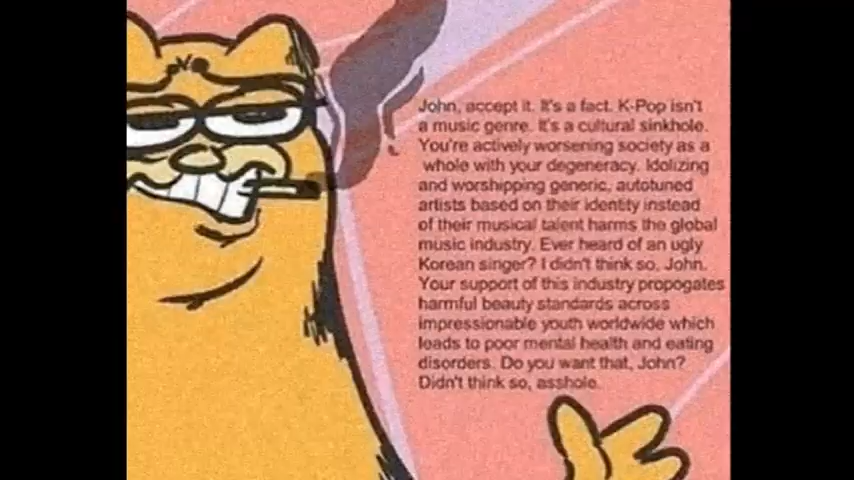 John, accept it. It's a fact. K-Pop isn't
a music genre. It's a cultural sinkhole.
You're actively worsening society as a
whole with your degeneracy. Idolizing
and worshipping generic, autotuned
artists based on their identity instead
of their musical talent harms the global
music industry. Ever heard of an ugly
Korean singer? I didn't think so, John.
Your support of this industry propogates
harmful beauty standards across
impressionable youth worldwide which
leads to poor mental health and eating
disorders. Do you want that, John?
Didn't think so, asshole.